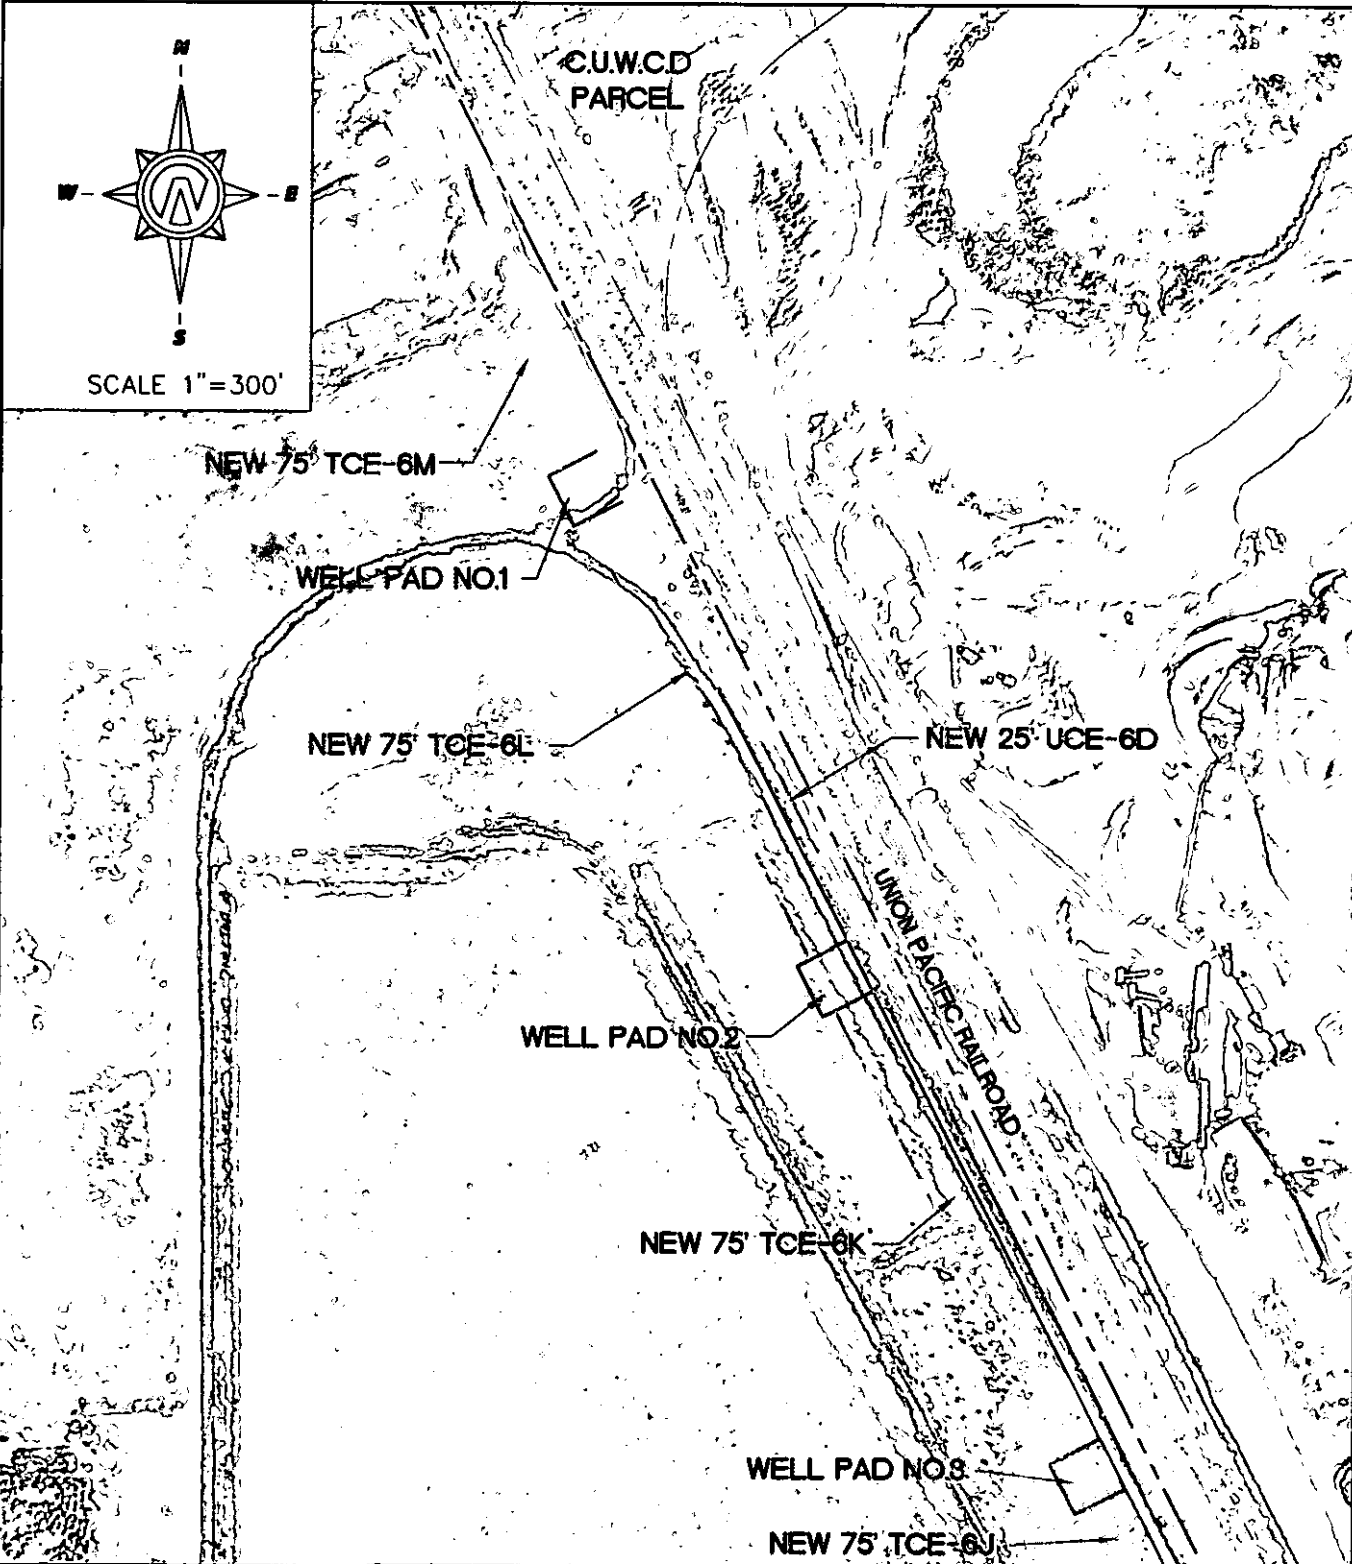 N
W
E
S
SCALE 1"=300'
C.U.W.C.D
PARCEL
NEW 75' TCE-6M
WELL PAD NO.1
NEW 75' TCE-6L
NEW 25' UCE-6D
UNION PACIFIC RAILROAD
WELL PAD NO.2
NEW 75' TCE-6K
WELL PAD NO.3
NEW 75' TCE-6J